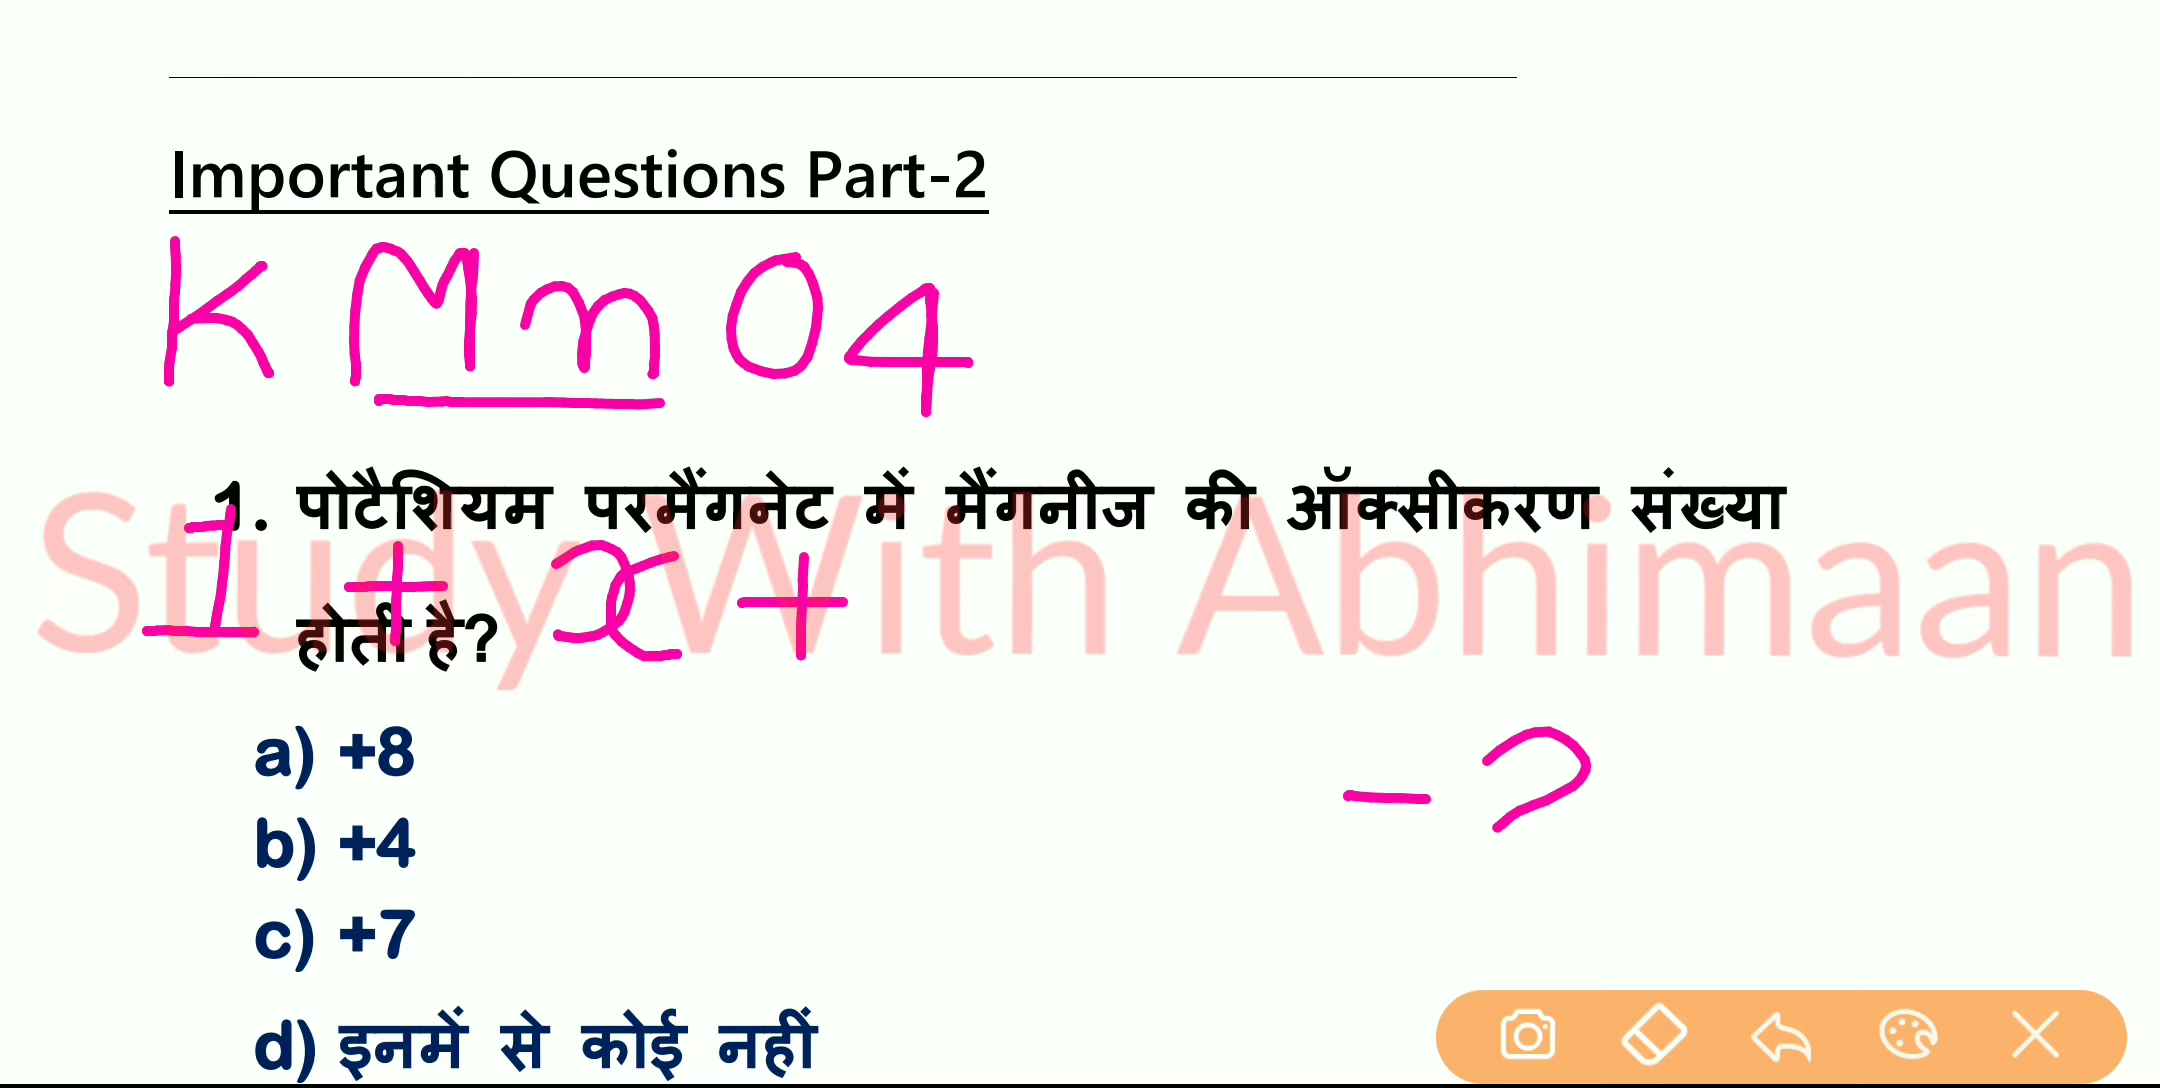 Important Questions Part-2
K Mn O4
1. पोटैशियम परमैंगनेट में मैंगनीज की ऑक्सीकरण संख्या
1 + x +
होती है?
Study With Abhimaan
a) +8
-2
b) +4
c) +7
d) इनमें से कोई नहीं